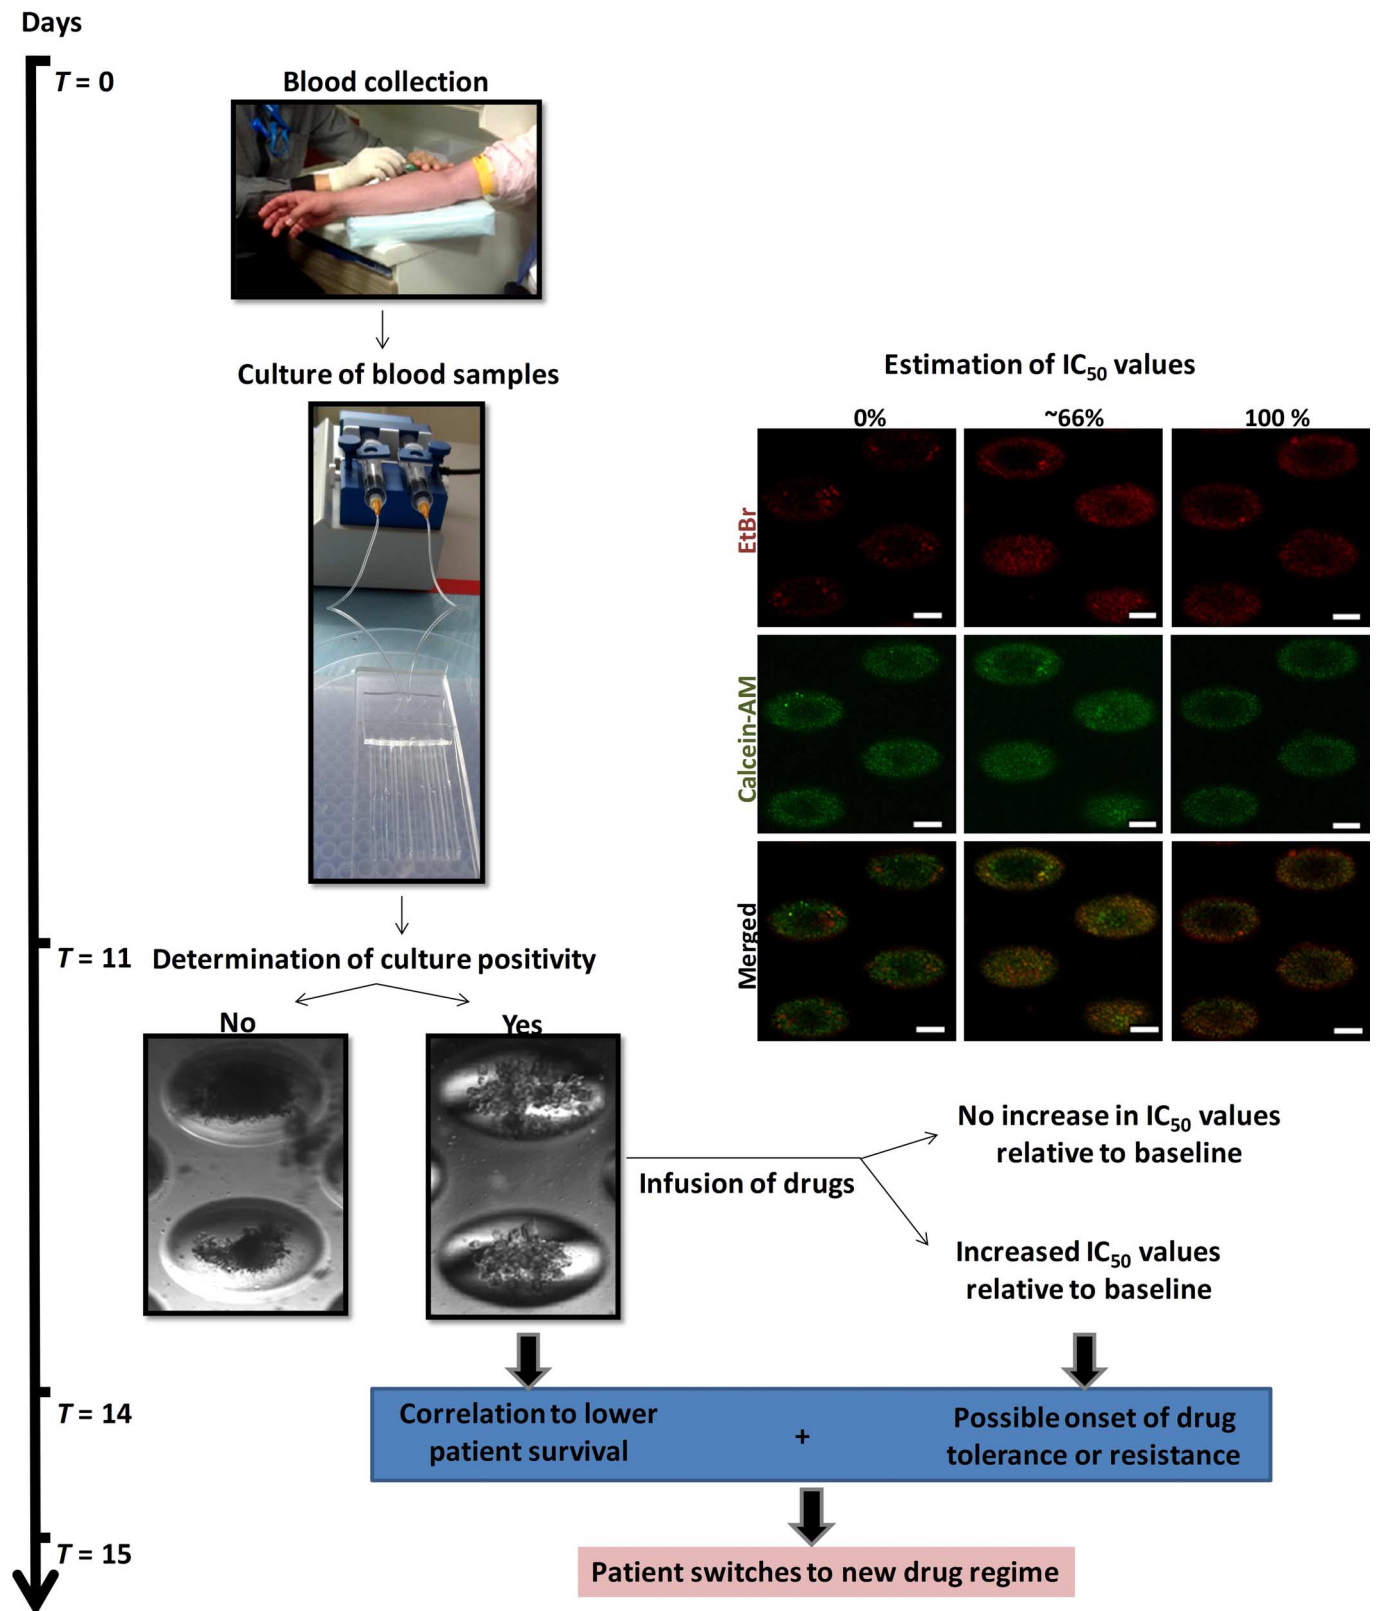 Days
T = 0
Blood collection
Culture of blood samples
Estimation of IC50 values
0%
~66%
100 %
EtBr
Calcein-AM
Merged
T = 11
Determination of culture positivity
No
Yes
Infusion of drugs
No increase in IC50 values
relative to baseline
Increased IC50 values
relative to baseline
T = 14
Correlation to lower
patient survival
+
Possible onset of drug
tolerance or resistance
T = 15
Patient switches to new drug regime